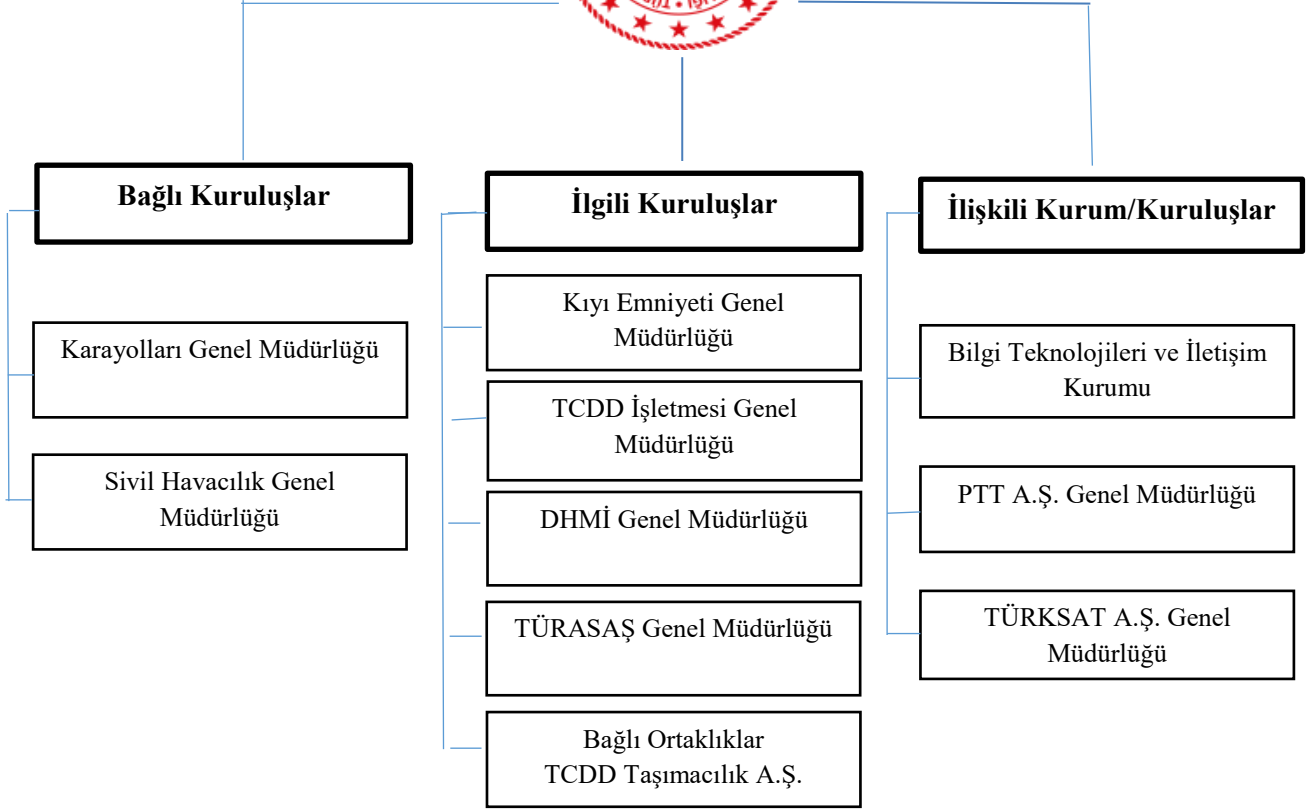 Bağlı Kuruluşlar
Karayolları Genel Müdürlüğü
Sivil Havacılık Genel
Müdürlüğü
İlgili Kuruluşlar
Kıyı Emniyeti Genel
Müdürlüğü
TCDD İşletmesi Genel
Müdürlüğü
DHMİ Genel Müdürlüğü
TÜRASAŞ Genel Müdürlüğü
Bağlı Ortaklıklar
TCDD Taşımacılık A.Ş.
İlişkili Kurum/Kuruluşlar
Bilgi Teknolojileri ve İletişim
Kurumu
PTT A.Ş. Genel Müdürlüğü
TÜRKSAT A.Ş. Genel
Müdürlüğü